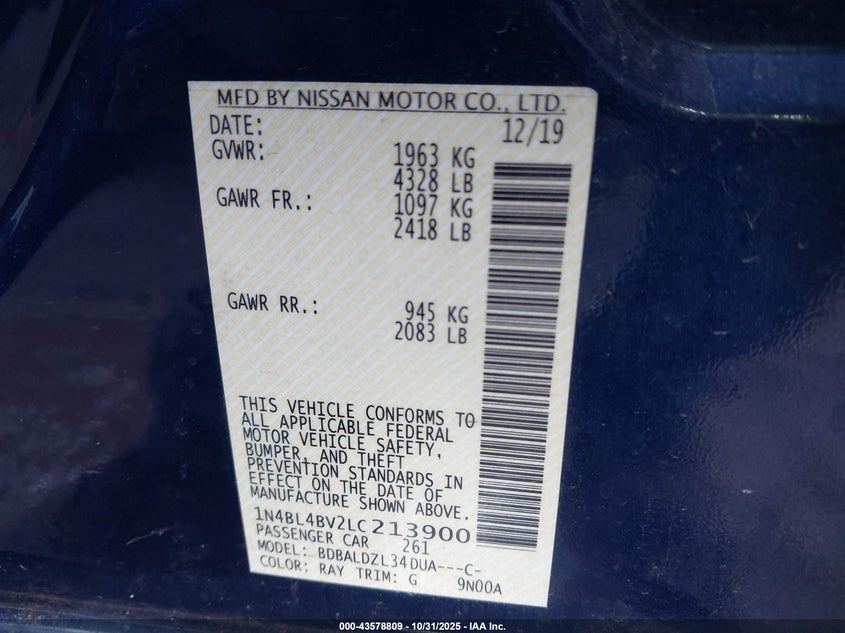 MFD BY NISSAN MOTOR CO., LTD.
DATE: 12/19
GVWR: 1963 KG
4328 LB
GAWR FR.: 1097 KG
2418 LB
GAWR RR.: 945 KG
2083 LB
THIS VEHICLE CONFORMS TO
ALL APPLICABLE FEDERAL
MOTOR VEHICLE SAFETY,
BUMPER, AND THEFT
PREVENTION STANDARDS IN
EFFECT ON THE DATE OF
MANUFACTURE SHOWN ABOVE.
1N4BL4BV2LC213900
PASSENGER CAR 261
MODEL: BDBALDZL34DUA---C-
COLOR: RAY TRIM: G 9N00A
000-43578809 - 10/31/2025 - IAA Inc.